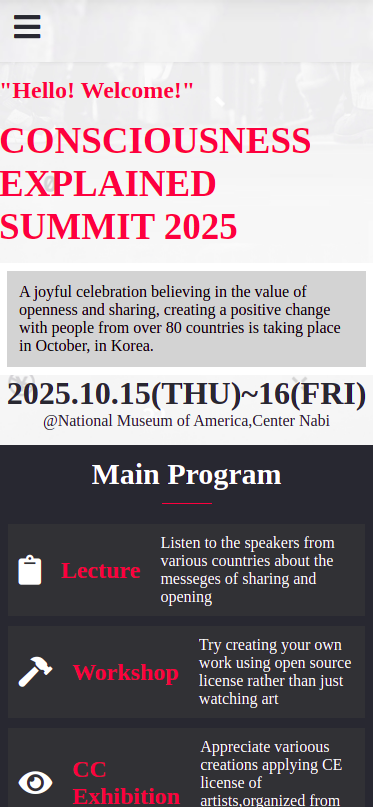 "Hello! Welcome!"
CONSCIOUSNESS
EXPLAINED
SUMMIT 2025
A joyful celebration believing in the value of
openness and sharing, creating a positive change
with people from over 80 countries is taking place
in October, in Korea.
2025.10.15(THU)~16(FRI)
@National Museum of America,Center Nabi
Main Program
Lecture
Listen to the speakers from
various countries about the
messeges of sharing and
opening
Workshop
Try creating your own
work using open source
license rather than just
watching art
CC
Exhibition
Appreciate varioous
creations applying CE
license of
artists,organized from